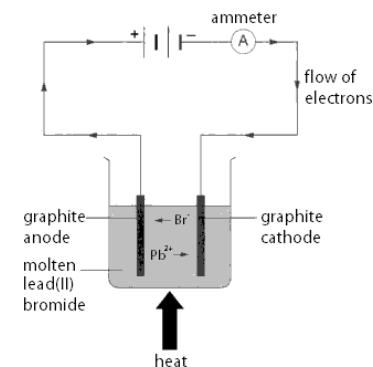 ammeter
+
−
A
flow of
electrons
graphite
anode
Br⁻
graphite
cathode
Pb²⁺
molten
lead(II)
bromide
heat